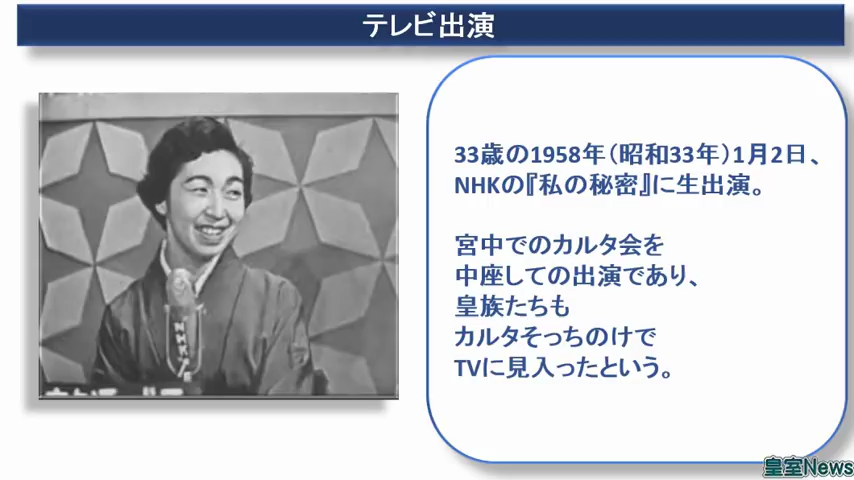 テレビ出演
33歳の1958年（昭和33年）1月2日、
NHKの『私の秘密』に生出演。
宮中でのカルタ会を
中座しての出演であり、
皇族たちも
カルタそっちのけで
TVに見入ったという。
NHK
皇室News